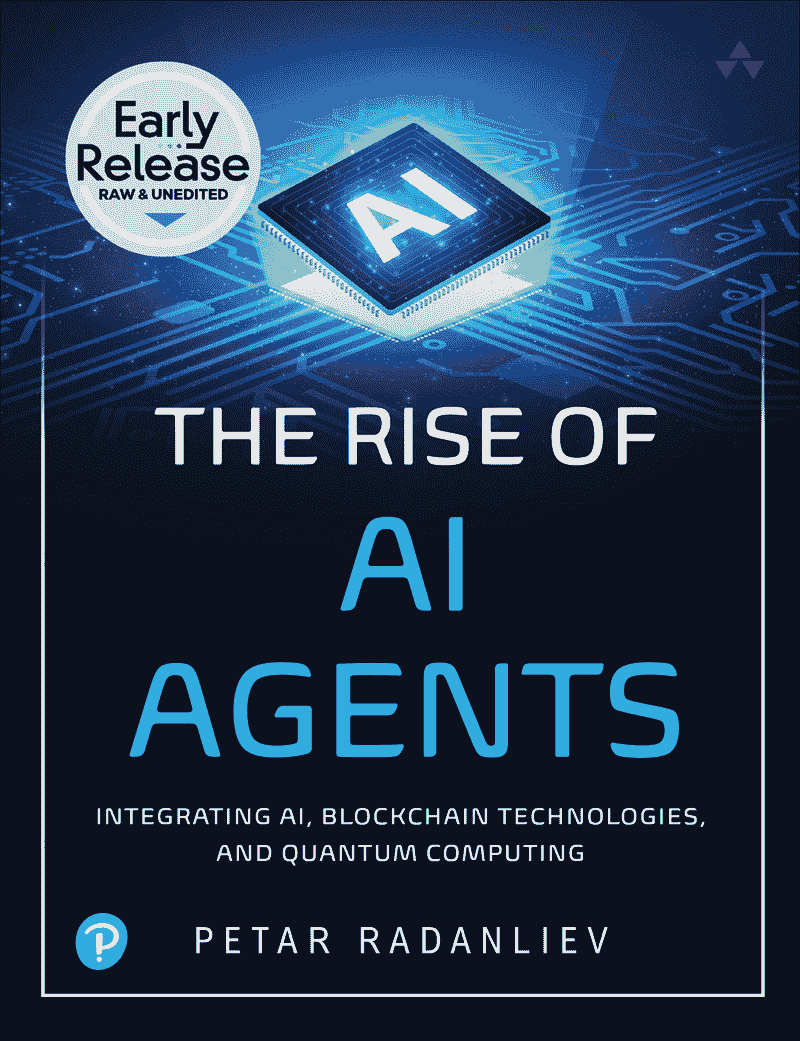 Early
Release
RAW & UNEDITED
AI
THE RISE OF
AI
AGENTS
INTEGRATING AI, BLOCKCHAIN TECHNOLOGIES,
AND QUANTUM COMPUTING
P
PETAR RADANLIEV